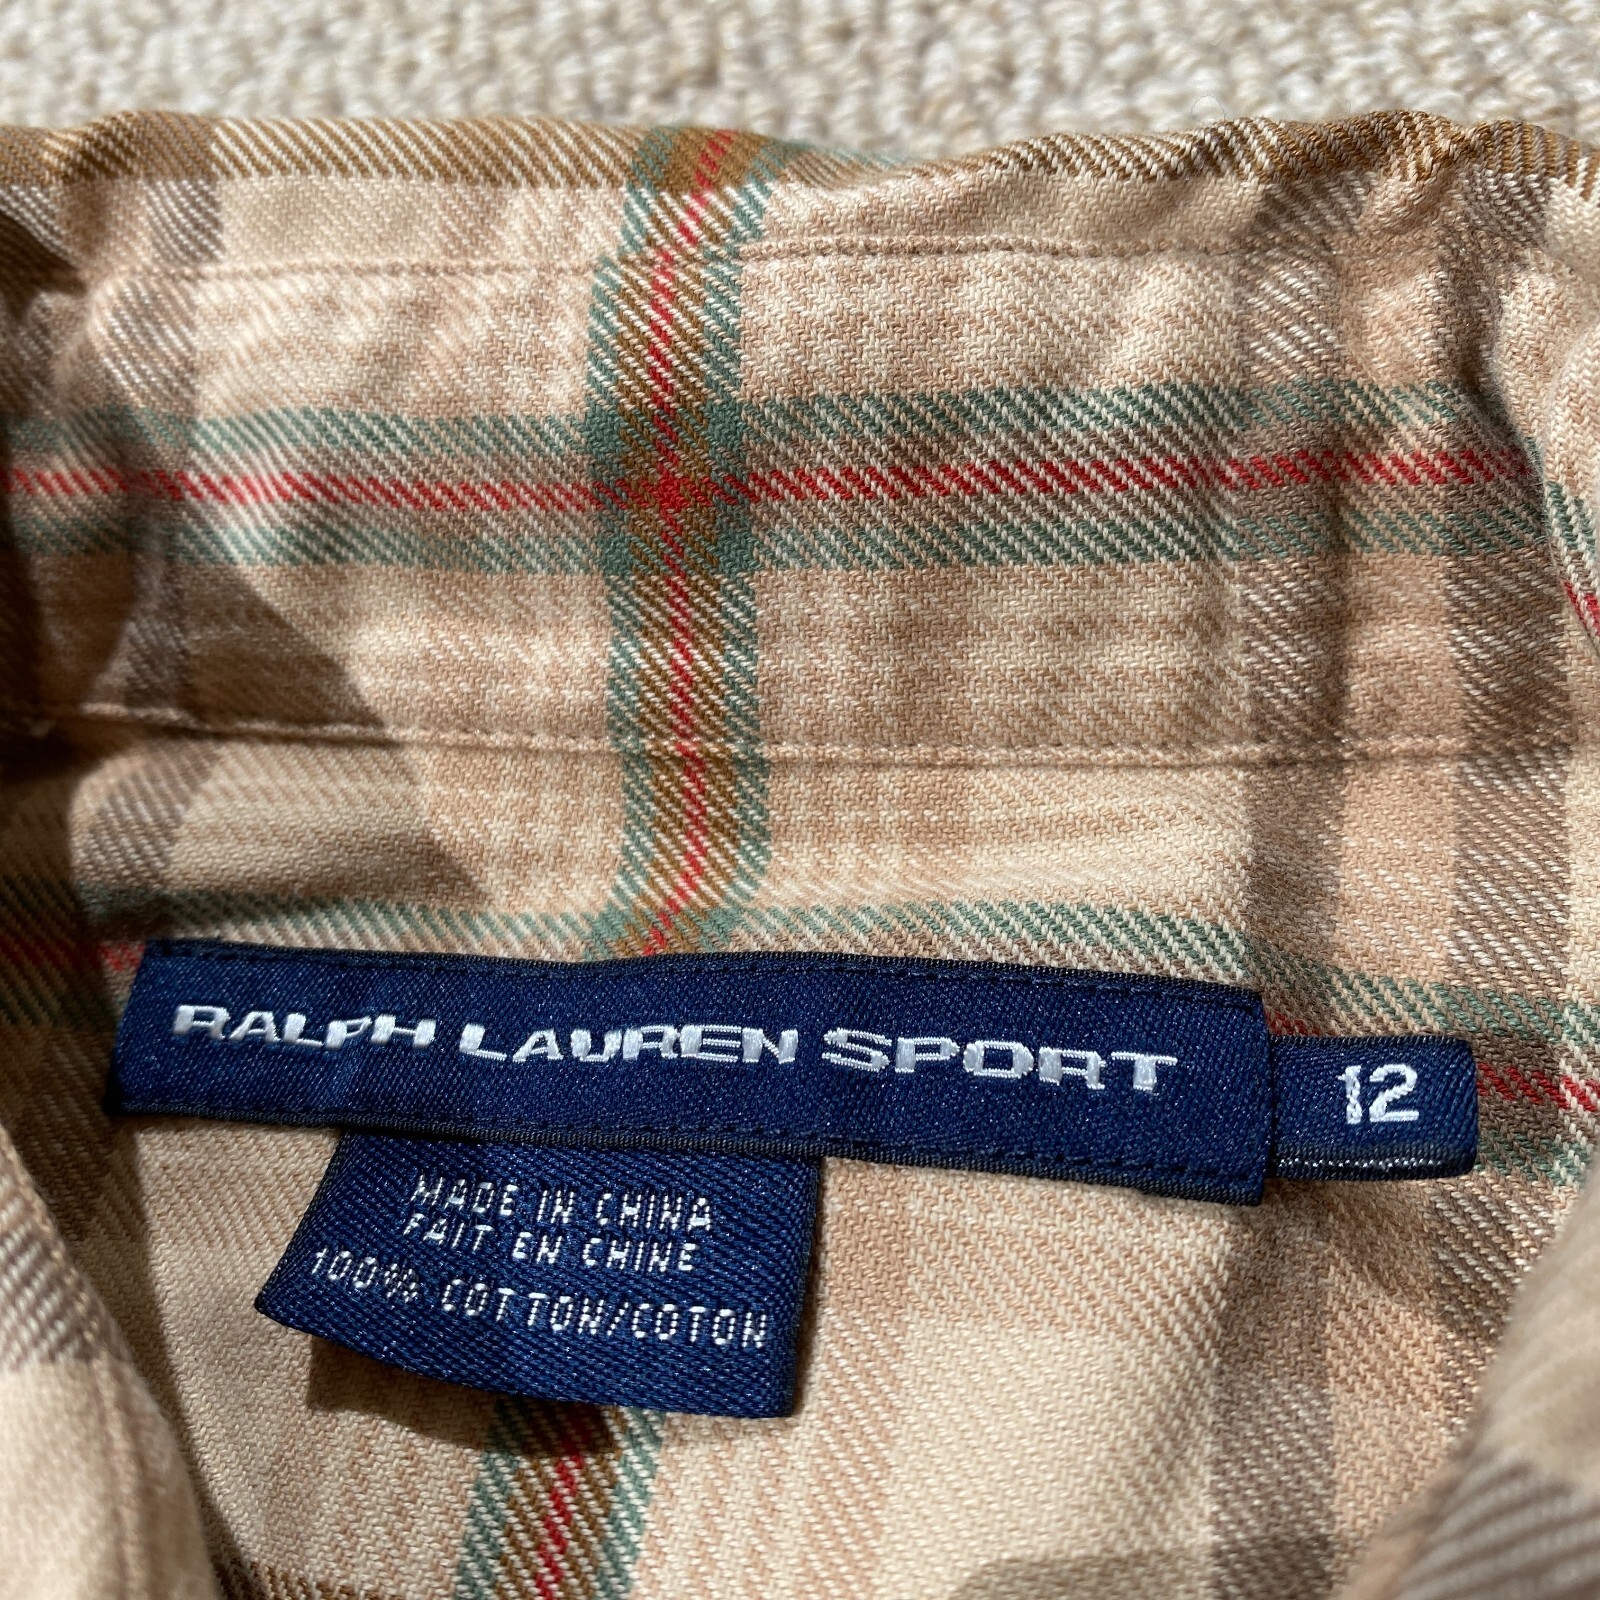 RALPH LAUREN SPORT
12
MADE IN CHINA
FAIT EN CHINE
100% COTTON/COTON